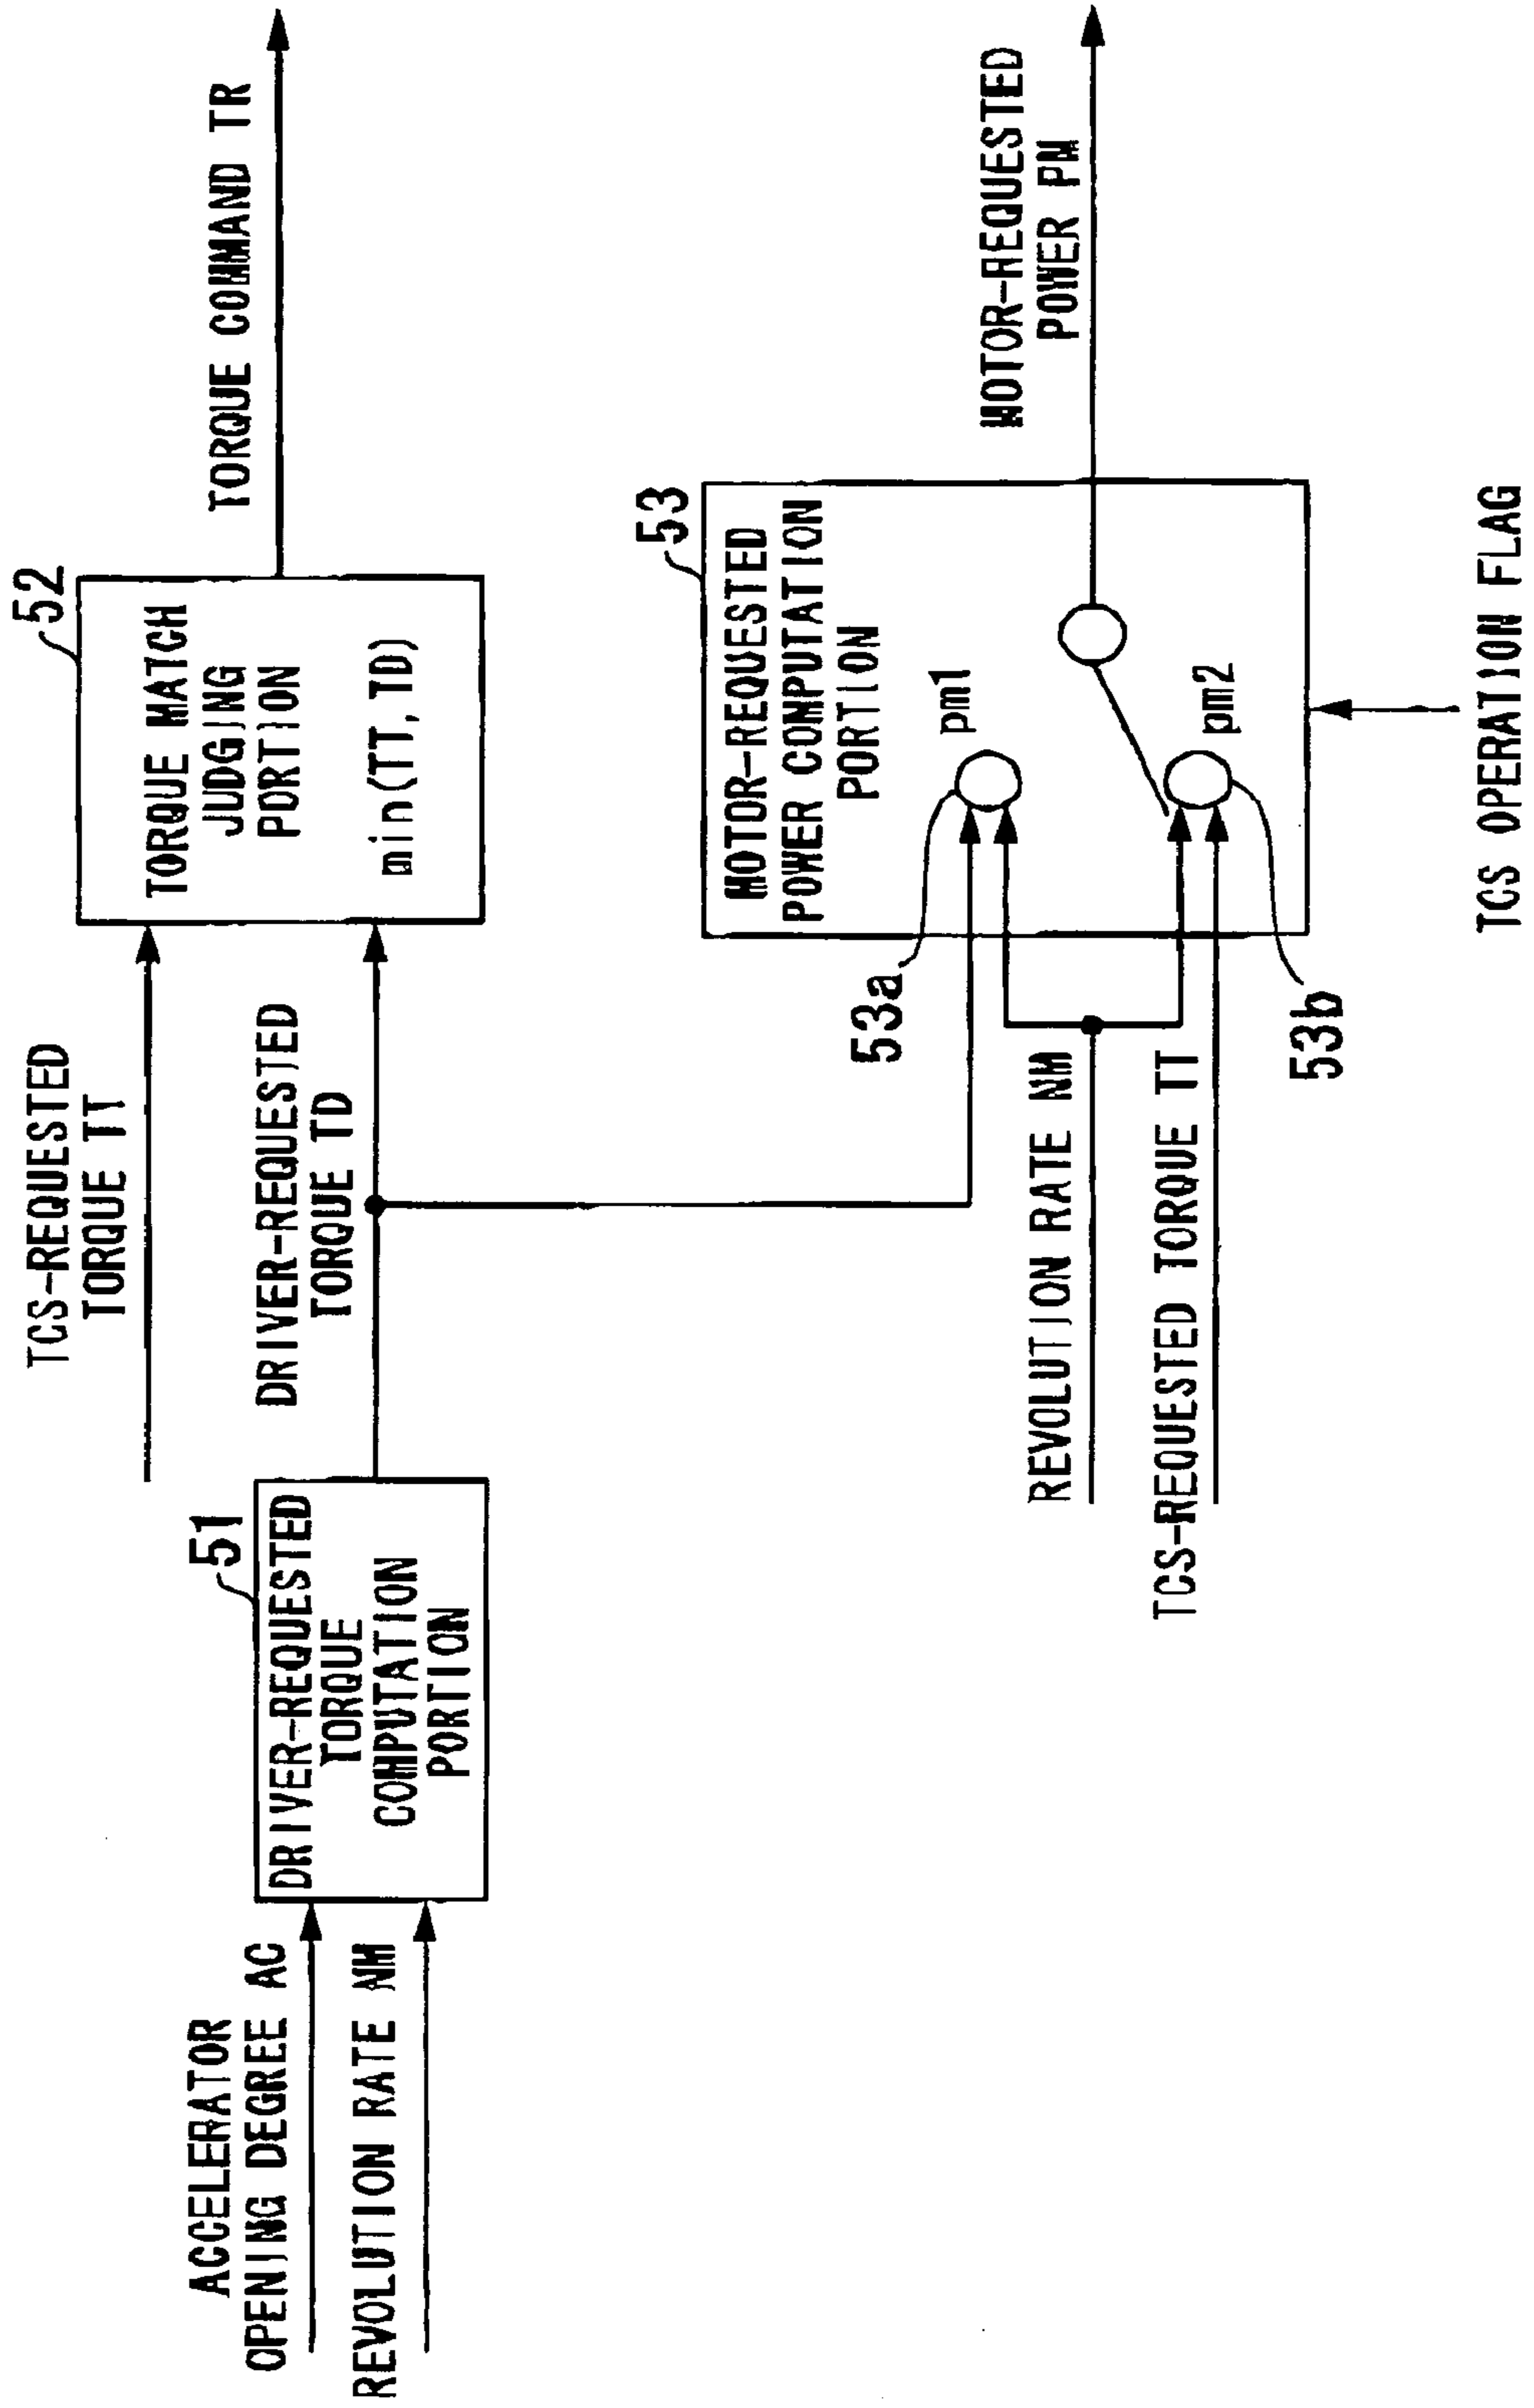 ACCELERATOR
OPENING DEGREE AC
REVOLUTION RATE NM
51
DRIVER-REQUESTED
TORQUE
COMPUTATION
PORTION
TCS-REQUESTED
TORQUE TT
DRIVER-REQUESTED
TORQUE TD
52
TORQUE MATCH
JUDGING
PORTION
min(TT,TD)
TORQUE COMMAND TR
REVOLUTION RATE NM
TCS-REQUESTED TORQUE TT
53
MOTOR-REQUESTED
POWER COMPUTATION
PORTION
53a
pm1
53b
pm2
MOTOR-REQUESTED
POWER PM
TCS OPERATION FLAG